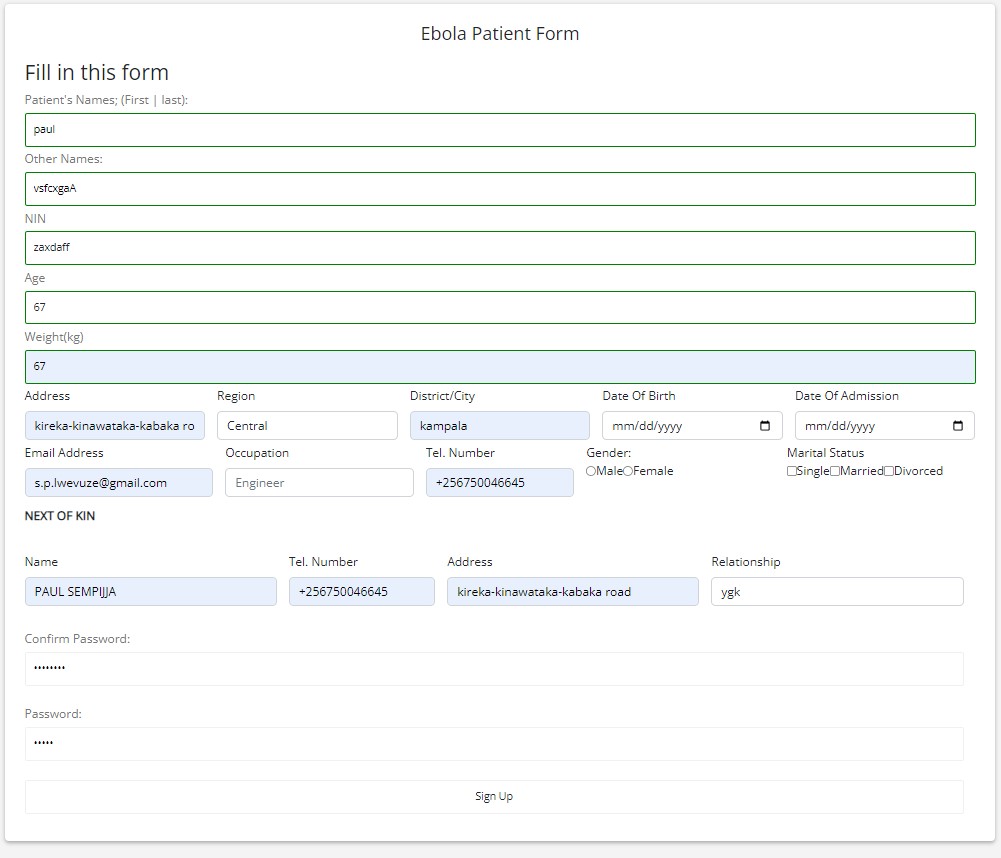 Ebola Patient Form
Fill in this form
Patient's Names; (First | last):
paul
Other Names:
vsfcxgaA
NIN
zaxdaff
Age
67
Weight(kg)
67
Address Region District/City Date Of Birth Date Of Admission
kireka-kinawataka-kabaka ro Central kampala mm/dd/yyyy mm/dd/yyyy
Email Address Occupation Tel. Number Gender: Marital Status
Male Female Single Married Divorced
s.p.lwevuze@gmail.com Engineer +256750046645
NEXT OF KIN
Name Tel. Number Address Relationship
PAUL SEMPIJJA +256750046645 kireka-kinawataka-kabaka road ygk
Confirm Password:
••••••••
Password:
•••••
Sign Up